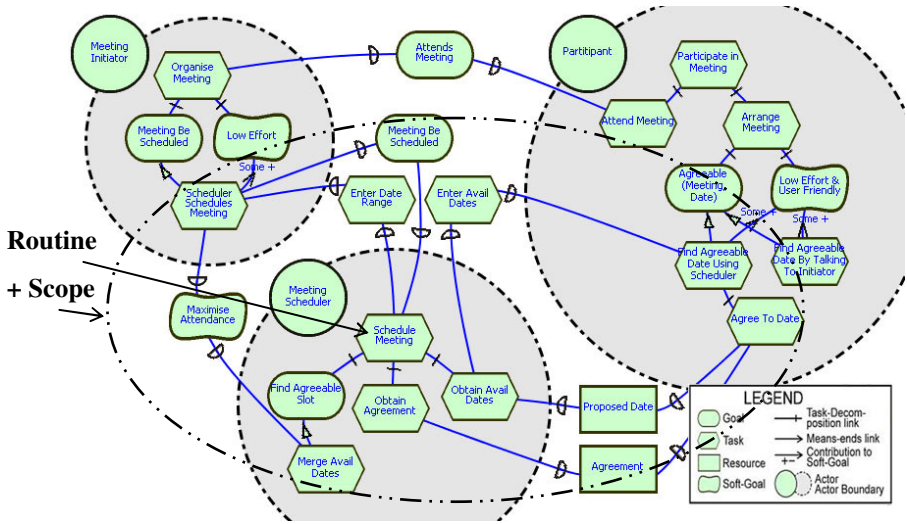 Meeting
Initiator
Organise
Meeting
Meeting Be
Scheduled
Low Effort
Some +
Scheduler
Schedules
Meeting
Attends
Meeting
Meeting Be
Scheduled
Enter Date
Range
Enter Avail
Dates
Partitipant
Participate in
Meeting
Attend Meeting
Arrange
Meeting
Agreeable
(Meeting,
Date)
Low Effort &
User Friendly
Some +
Some +
Find Agreeable
Date Using
Scheduler
Find Agreeable
Date By Talking
To Initiator
Agree To Date
Routine
+ Scope
Maximise
Attendance
Meeting
Scheduler
Schedule
Meeting
Find Agreeable
Slot
Obtain
Agreement
Obtain Avail
Dates
Merge Avail
Dates
Proposed Date
Agreement
LEGEND
Goal
Task
Resource
Soft-Goal
Task-Decom-
position link
Means-ends link
Contribution to
Soft-Goal
Actor
Actor Boundary